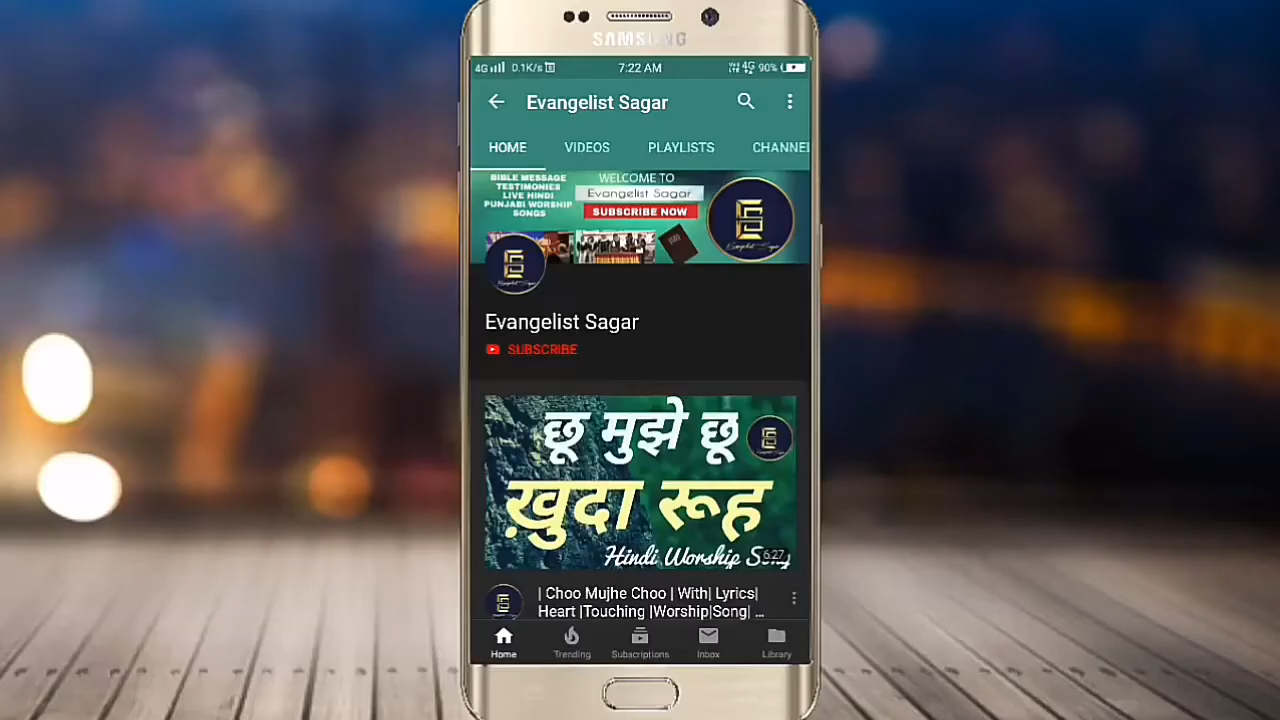 SAMSUNG
4G 0.1K/s 7:22 AM 4G 90%
Evangelist Sagar
HOME VIDEOS PLAYLISTS CHANNEL
BIBLE MESSAGE
TESTIMONIES
LIVE HINDI
PUNJABI WORSHIP
SONGS
WELCOME TO
Evangelist Sagar
SUBSCRIBE NOW
Evangelist Sagar
SUBSCRIBE
छू मुझे छू
ख़ुदा रूह
Hindi Worship Song
6:27
| Choo Mujhe Choo | With| Lyrics|
Heart |Touching |Worship|Song| ...
Home Trending Subscriptions Inbox Library